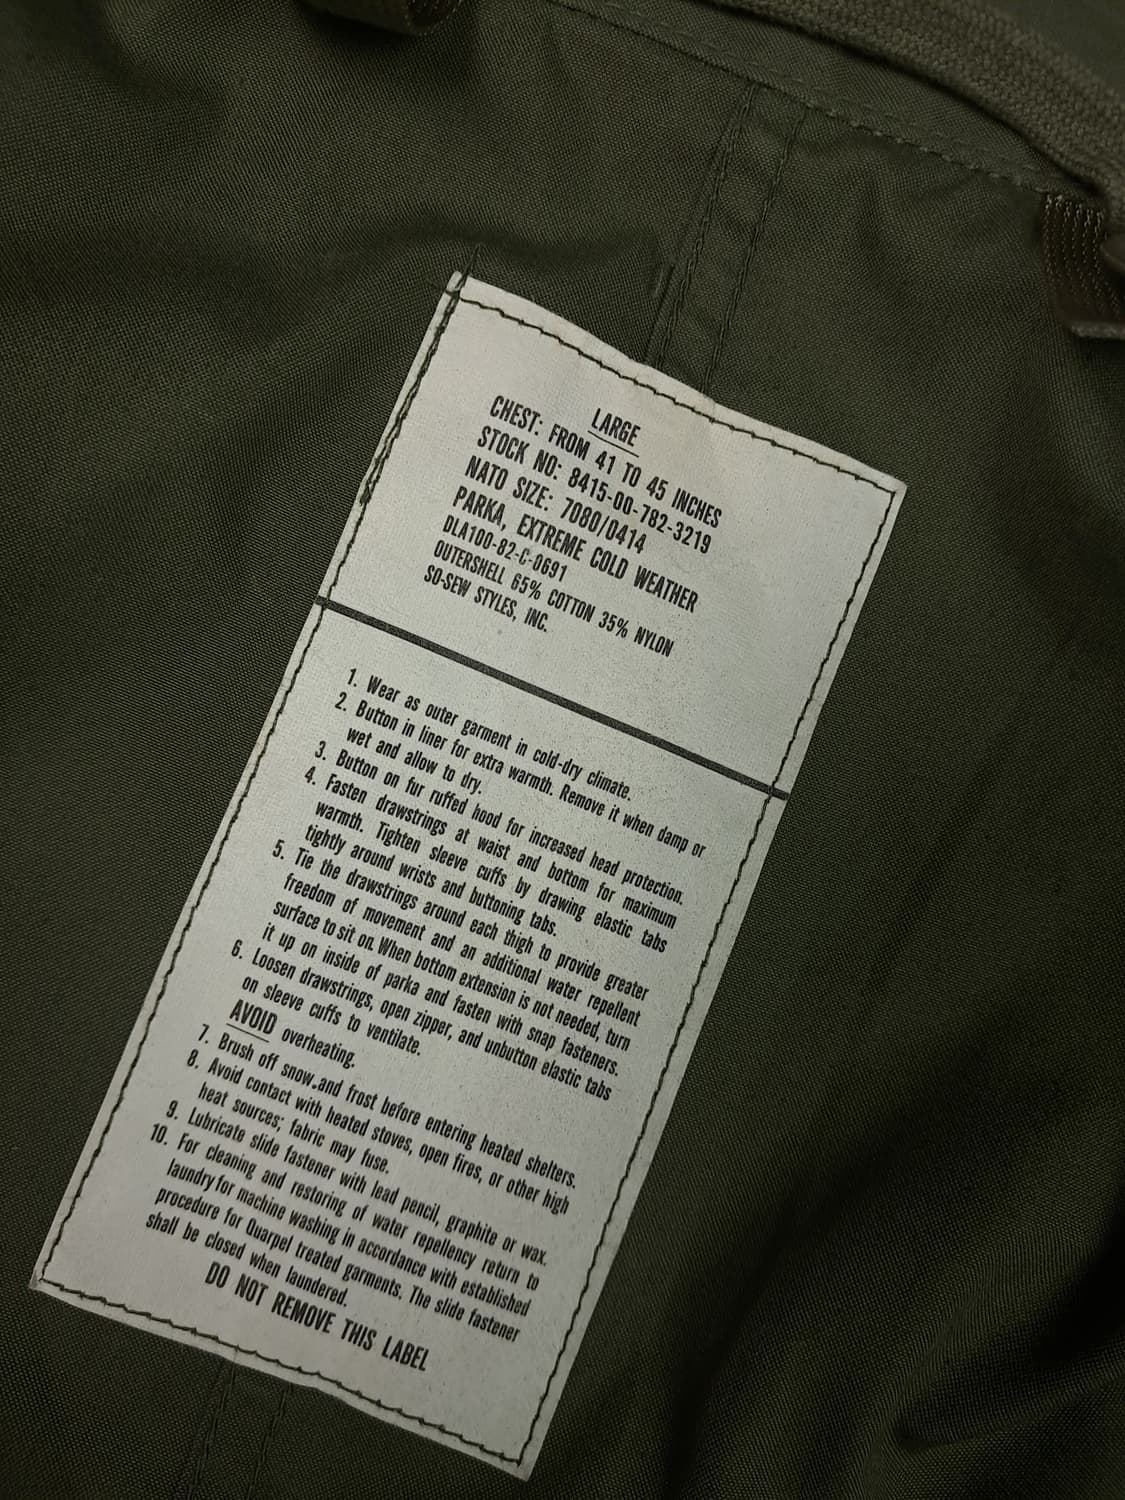 LARGE
CHEST: FROM 41 TO 45 INCHES
STOCK NO: 8415-00-782-3219
NATO SIZE: 7080/0414
PARKA, EXTREME COLD WEATHER
DLA100-82-C-0691
OUTERSHELL 65% COTTON 35% NYLON
SO-SEW STYLES, INC.
1. Wear as outer garment in cold-dry climate.
2. Button in liner for extra warmth. Remove it when damp or
wet and allow to dry.
3. Button on fur ruffed hood for increased head protection.
4. Fasten drawstrings at waist and bottom for maximum
warmth. Tighten sleeve cuffs by drawing elastic tabs
tightly around wrists and buttoning tabs.
5. Tie the drawstrings around each thigh to provide greater
freedom of movement and an additional water repellent
surface to sit on. When bottom extension is not needed, turn
it up on inside of parka and fasten with snap fasteners.
6. Loosen drawstrings, open zipper, and unbutton elastic tabs
on sleeve cuffs to ventilate.
AVOID overheating.
7. Brush off snow and frost before entering heated shelters.
8. Avoid contact with heated stoves, open fires, or other high
heat sources; fabric may fuse.
9. Lubricate slide fastener with lead pencil, graphite or wax.
10. For cleaning and restoring of water repellency return to
laundry for machine washing in accordance with established
procedure for Quarpel treated garments. The slide fastener
shall be closed when laundered.
DO NOT REMOVE THIS LABEL